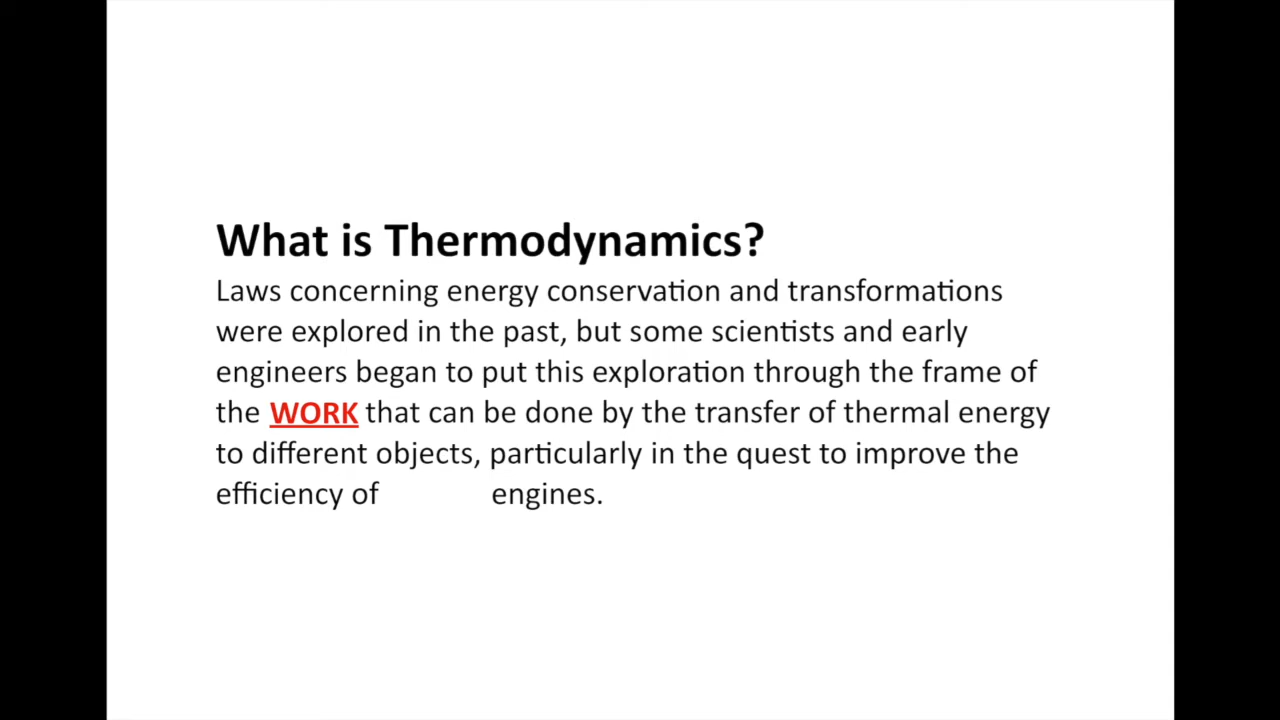 What is Thermodynamics?
Laws concerning energy conservation and transformations
were explored in the past, but some scientists and early
engineers began to put this exploration through the frame of
the WORK that can be done by the transfer of thermal energy
to different objects, particularly in the quest to improve the
efficiency of engines.